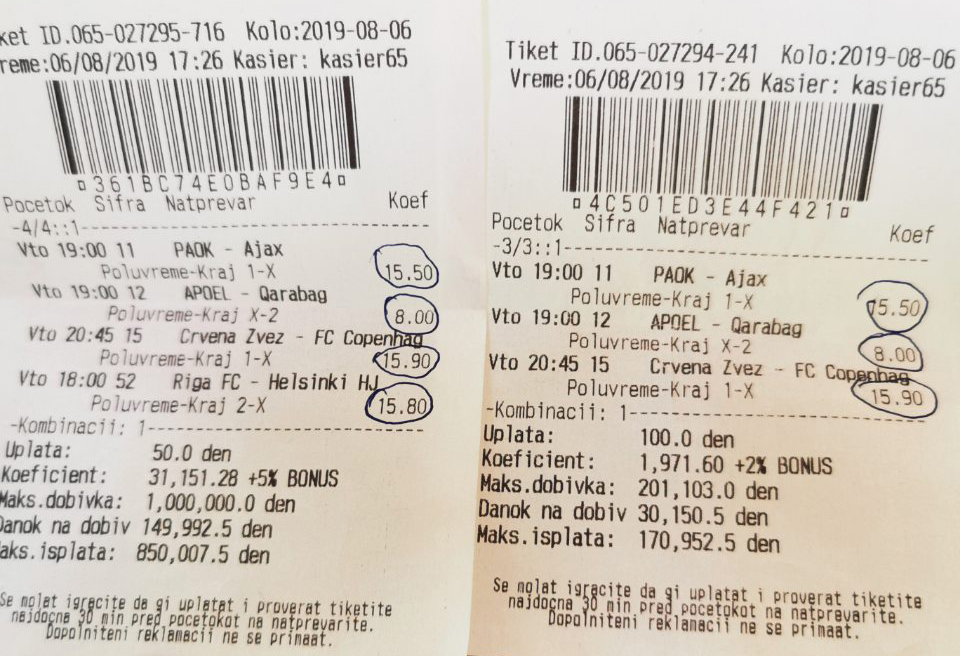 ket ID.065-027295-716 Kolo:2019-08-06
reme:06/08/2019 17:26 Kasier: kasier65
¤361BC74E0BAF9E4¤
Pocetok Sifra Natprevar Koef
-4/4::1-
Vto 19:00 11 PAOK - Ajax
Poluvreme-Kraj 1-X 15.50
Vto 19:00 12 APOEL - Qarabag
Poluvreme-Kraj X-2 8.00
Vto 20:45 15 Crvena Zvez - FC Copenhag
Poluvreme-Kraj 1-X 15.90
Vto 18:00 52 Riga FC - Helsinki HJ
Poluvreme-Kraj 2-X 15.80
-Kombinacii: 1-
Uplata: 50.0 den
Koeficient: 31,151.28 +5% BONUS
Maks.dobivka: 1,000,000.0 den
Danok na dobiv 149,992.5 den
aks.isplata: 850,007.5 den
Se molat igracite da gi uplatat i proverat tiketite
najdocna 30 min pred pocetokot na natprevarite.
Dopolniteni reklamacii ne se primaat.
Tiket ID.065-027294-241 Kolo:2019-08-06
Vreme:06/08/2019 17:26 Kasier: kasier65
¤4C501ED3E44F421¤
Pocetok Sifra Natprevar Koef
-3/3::1-
Vto 19:00 11 PAOK - Ajax
Poluvreme-Kraj 1-X 15.50
Vto 19:00 12 APOEL - Qarabag
Poluvreme-Kraj X-2 8.00
Vto 20:45 15 Crvena Zvez - FC Copenhag
Poluvreme-Kraj 1-X 15.90
-Kombinacii: 1-
Uplata: 100.0 den
Koeficient: 1,971.60 +2% BONUS
Maks.dobivka: 201,103.0 den
Danok na dobiv 30,150.5 den
Maks.isplata: 170,952.5 den
Se molat igracite da gi uplatat i proverat tiketite
najdocna 30 min pred pocetokot na natprevarite.
Dopolniteni reklamacii ne se primaat.